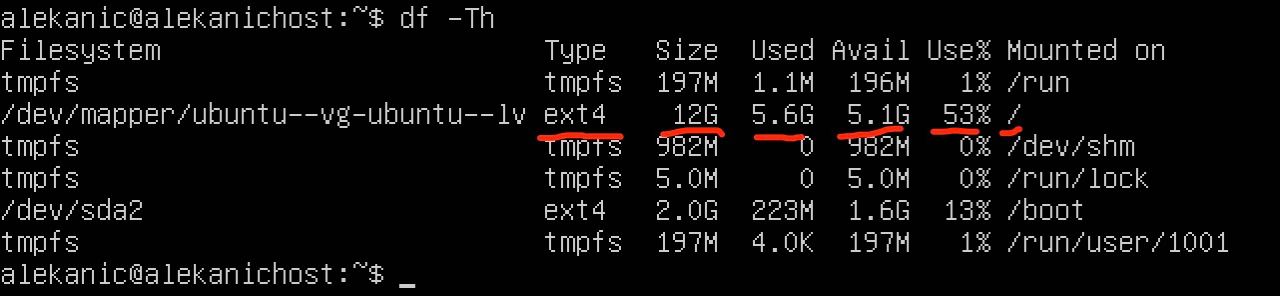 alekanic@alekanichost:~$ df -Th
Filesystem Type Size Used Avail Use% Mounted on
tmpfs tmpfs 197M 1.1M 196M 1% /run
/dev/mapper/ubuntu--vg-ubuntu--lv ext4 12G 5.6G 5.1G 53% /
tmpfs tmpfs 982M 0 982M 0% /dev/shm
tmpfs tmpfs 5.0M 0 5.0M 0% /run/lock
/dev/sda2 ext4 2.0G 223M 1.6G 13% /boot
tmpfs tmpfs 197M 4.0K 197M 1% /run/user/1001
alekanic@alekanichost:~$ _